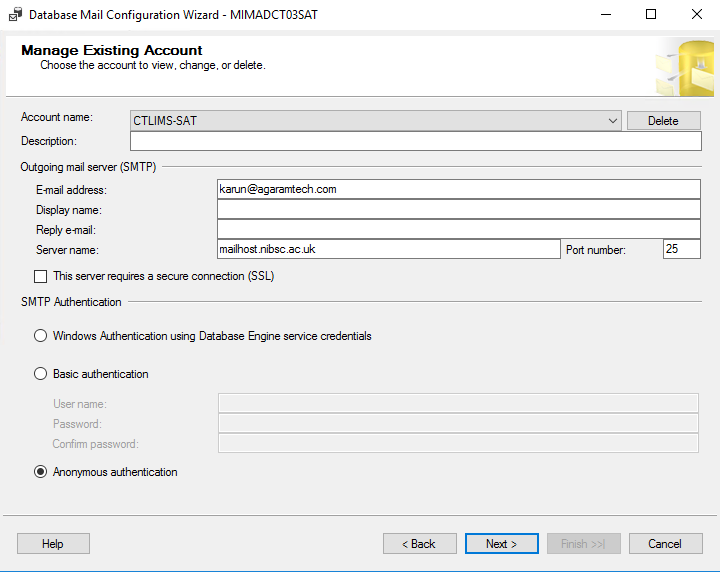 Database Mail Configuration Wizard - MIMADCT03SAT
Manage Existing Account
Choose the account to view, change, or delete.
Account name: CTLIMS-SAT Delete
Description:
Outgoing mail server (SMTP)
E-mail address: karun@agaramtech.com
Display name:
Reply e-mail:
Server name: mailhost.nibsc.ac.uk Port number: 25
This server requires a secure connection (SSL)
SMTP Authentication
Windows Authentication using Database Engine service credentials
Basic authentication
User name:
Password:
Confirm password:
Anonymous authentication
Help < Back Next > Finish >>| Cancel